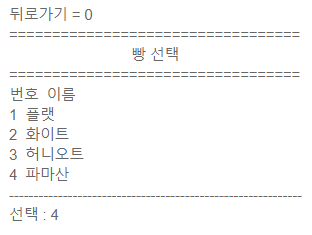 뒤로가기 = 0
==================================
빵 선택
==================================
번호 이름
1 플랫
2 화이트
3 허니오트
4 파마산
-----------------------------------------------------------
선택 : 4